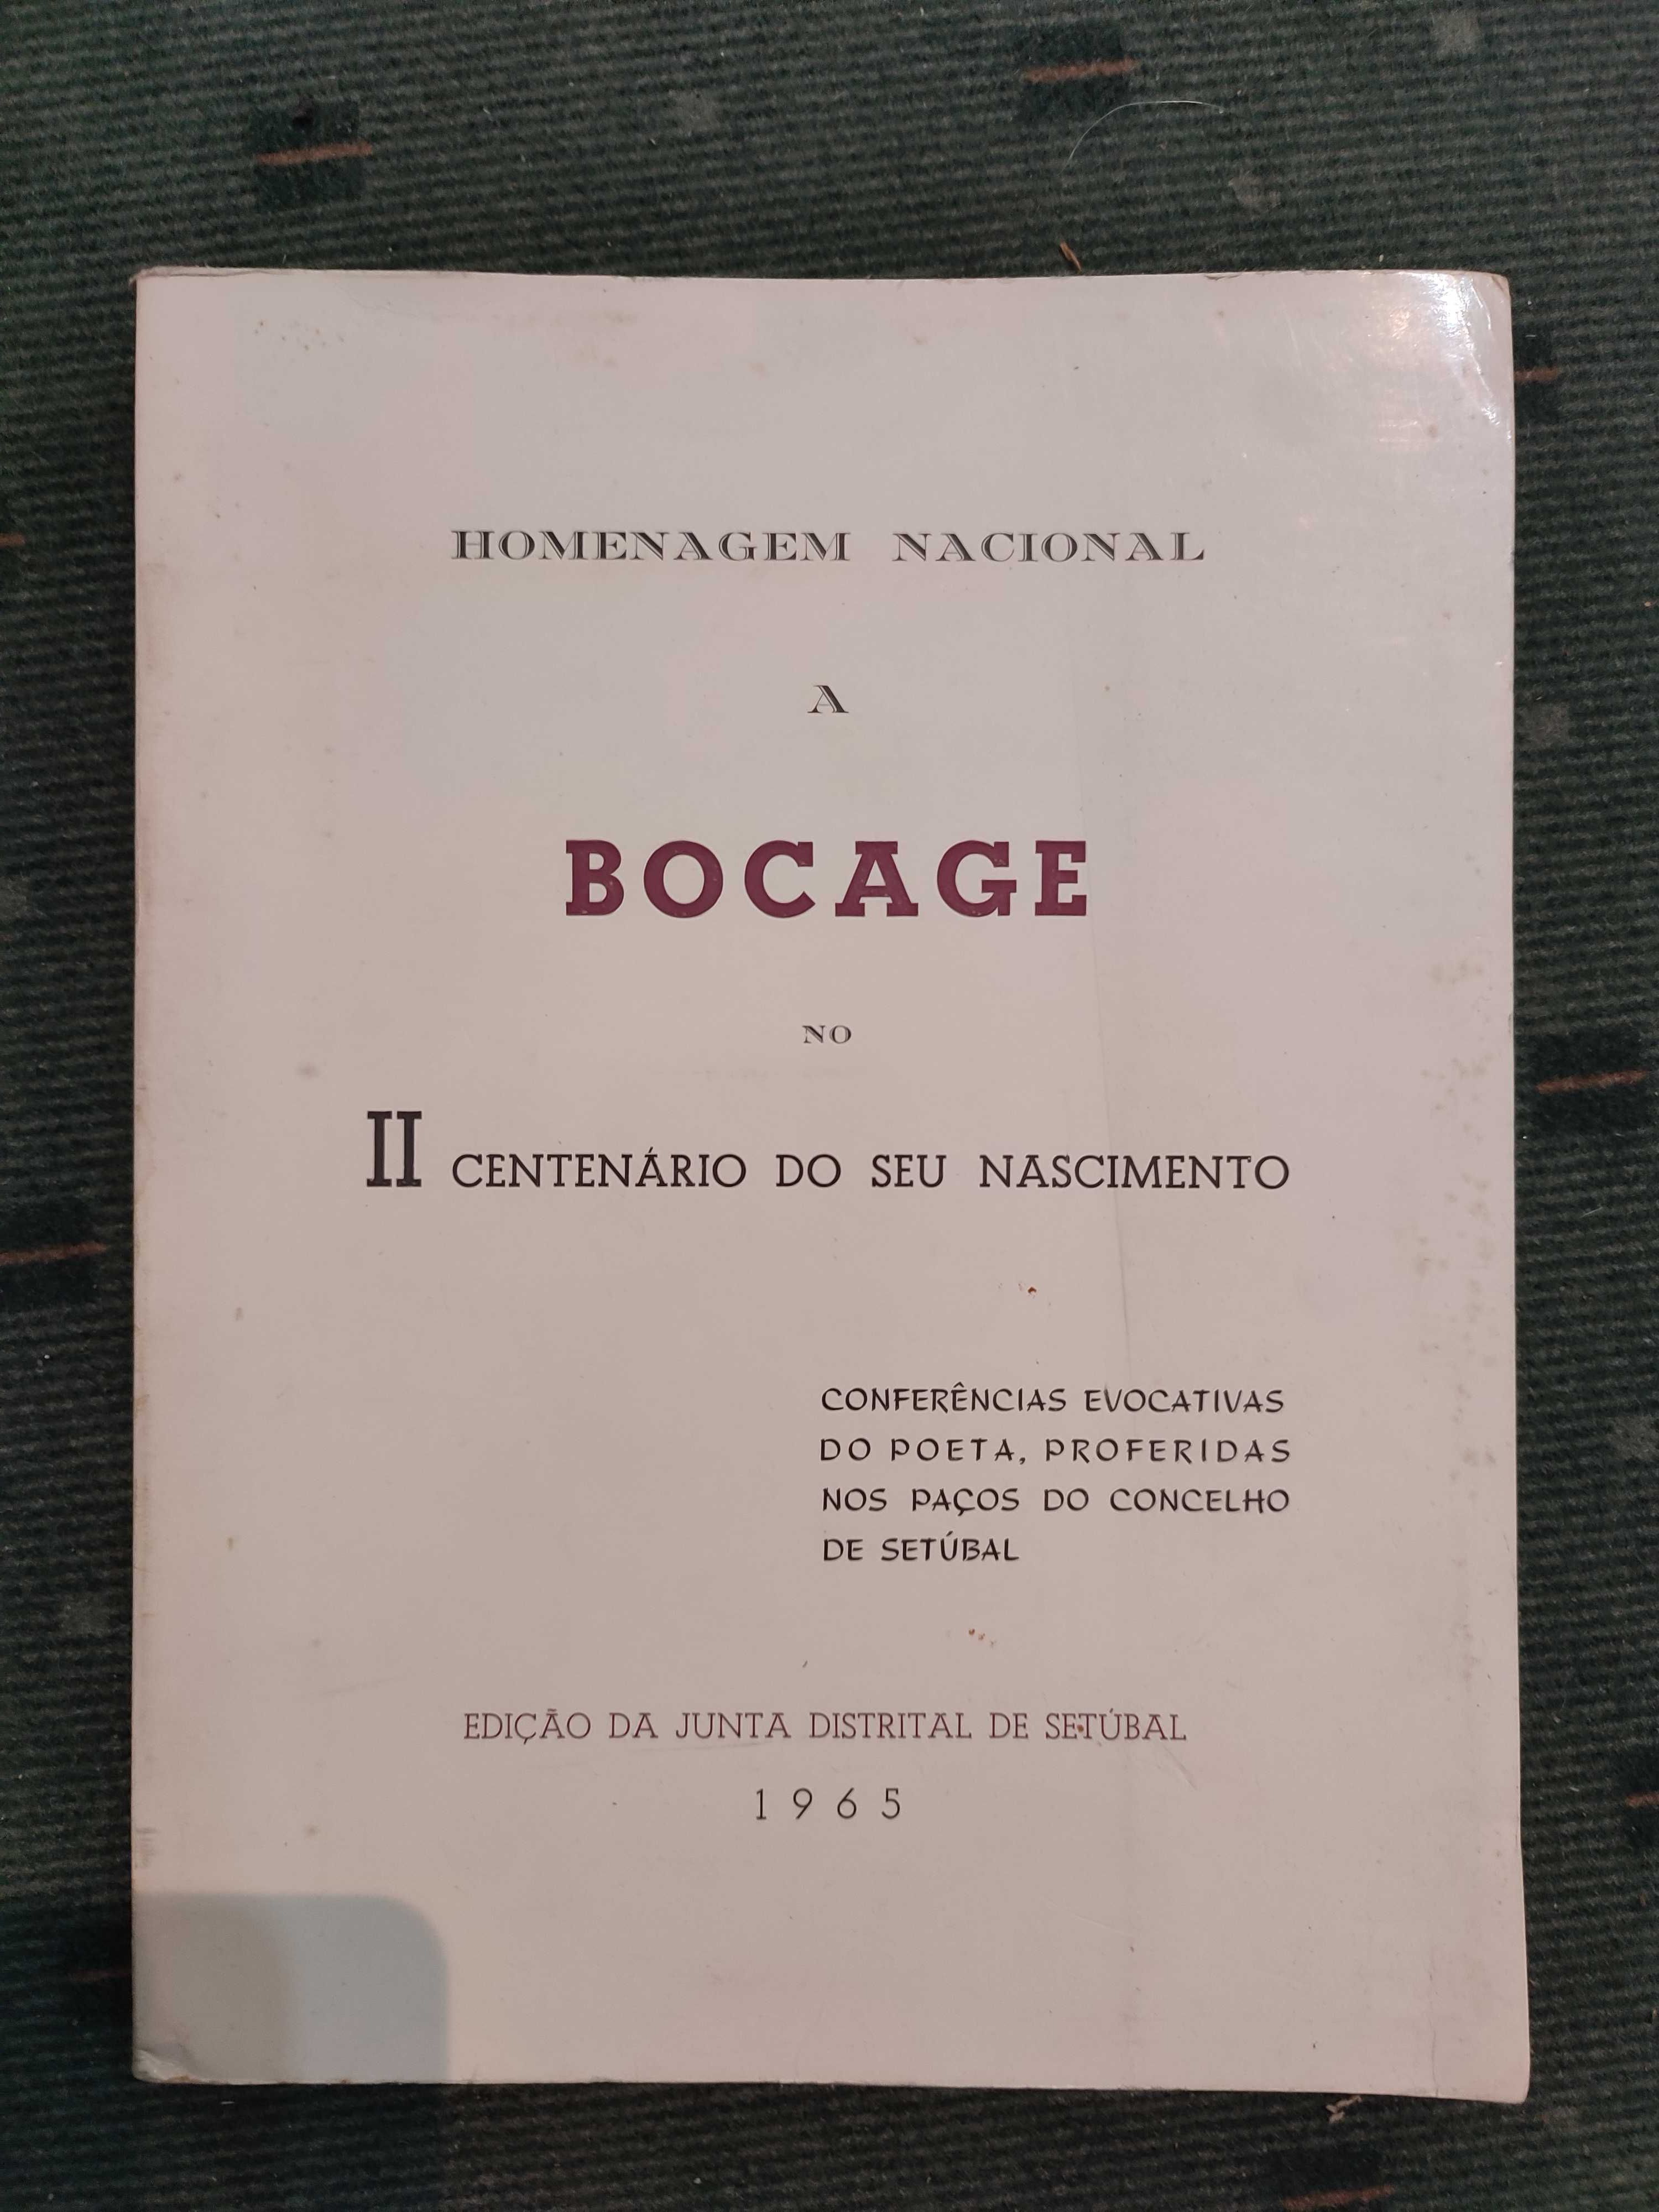 HOMENAGEM NACIONAL
A
BOCAGE
NO
II CENTENÁRIO DO SEU NASCIMENTO
CONFERÊNCIAS EVOCATIVAS
DO POETA, PROFERIDAS
NOS PAÇOS DO CONCELHO
DE SETÚBAL
EDIÇÃO DA JUNTA DISTRITAL DE SETÚBAL
1965